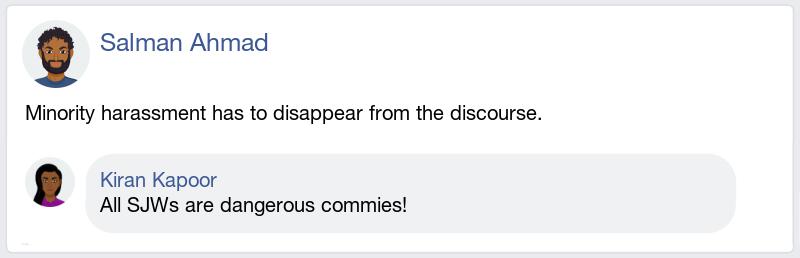 Salman Ahmad
Minority harassment has to disappear from the discourse.
Kiran Kapoor
All SJWs are dangerous commies!